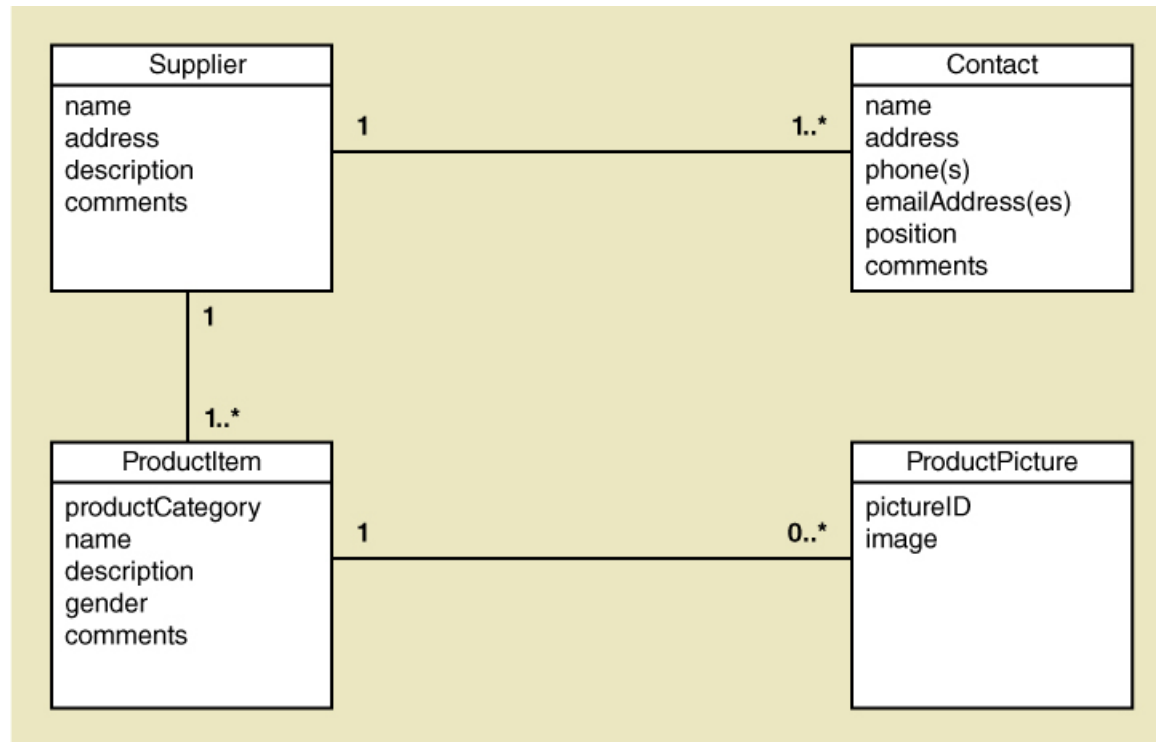 Supplier
name
address
description
comments
1
1..*
Contact
name
address
phone(s)
emailAddress(es)
position
comments
1
1..*
ProductItem
productCategory
name
description
gender
comments
1
0..*
ProductPicture
pictureID
image